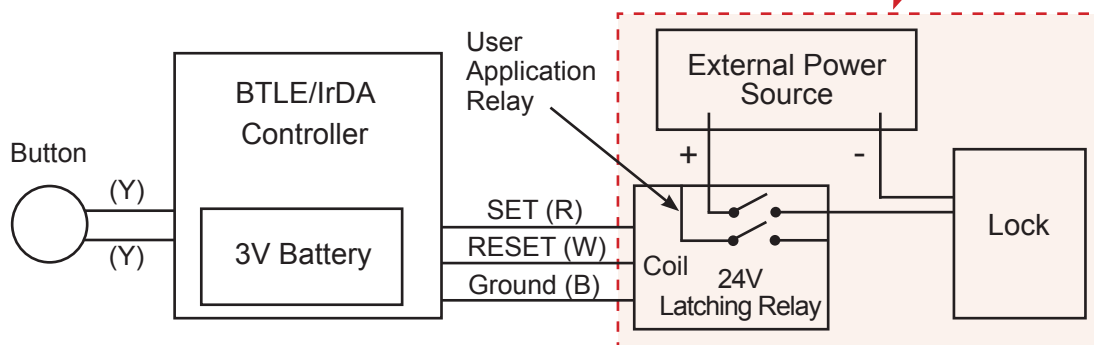 Button
(Y)
(Y)
BTLE/IrDA
Controller
3V Battery
SET (R)
RESET (W)
Ground (B)
User
Application
Relay
External Power
Source
+
-
Coil
24V
Latching Relay
Lock